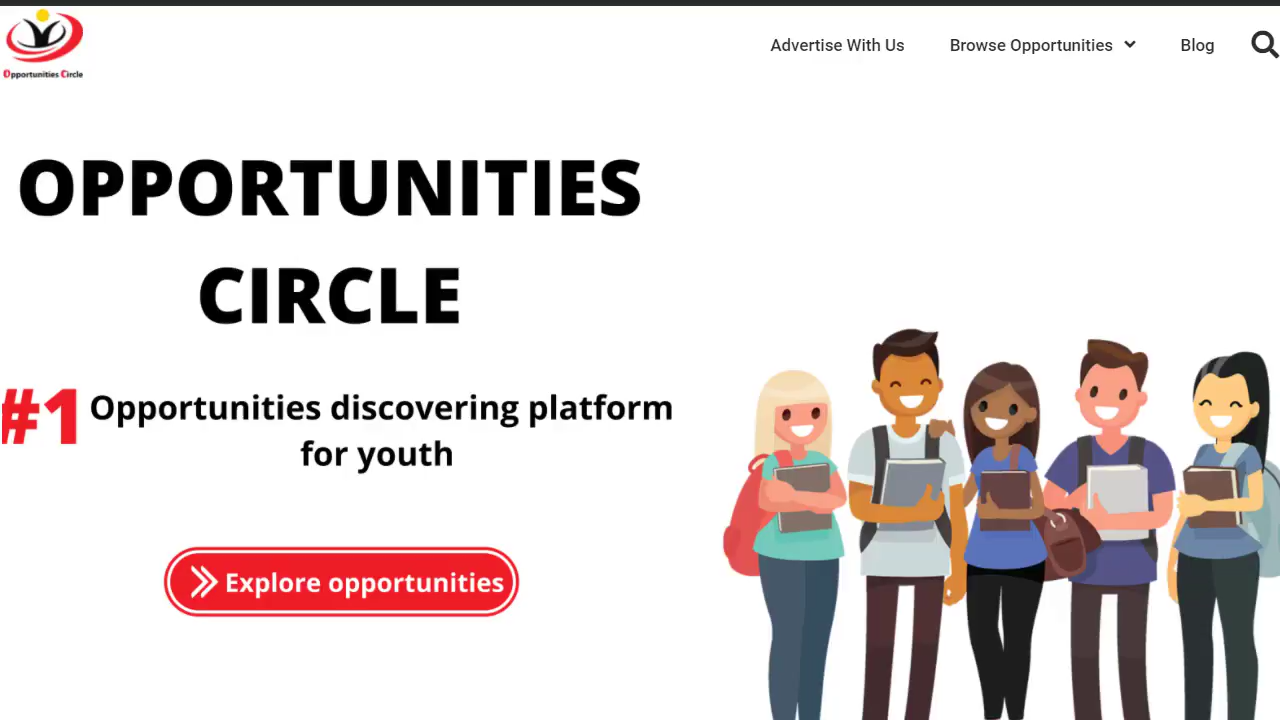 Opportunities Circle
Advertise With Us
Browse Opportunities
Blog
OPPORTUNITIES
CIRCLE
#1
Opportunities discovering platform
for youth
Explore opportunities